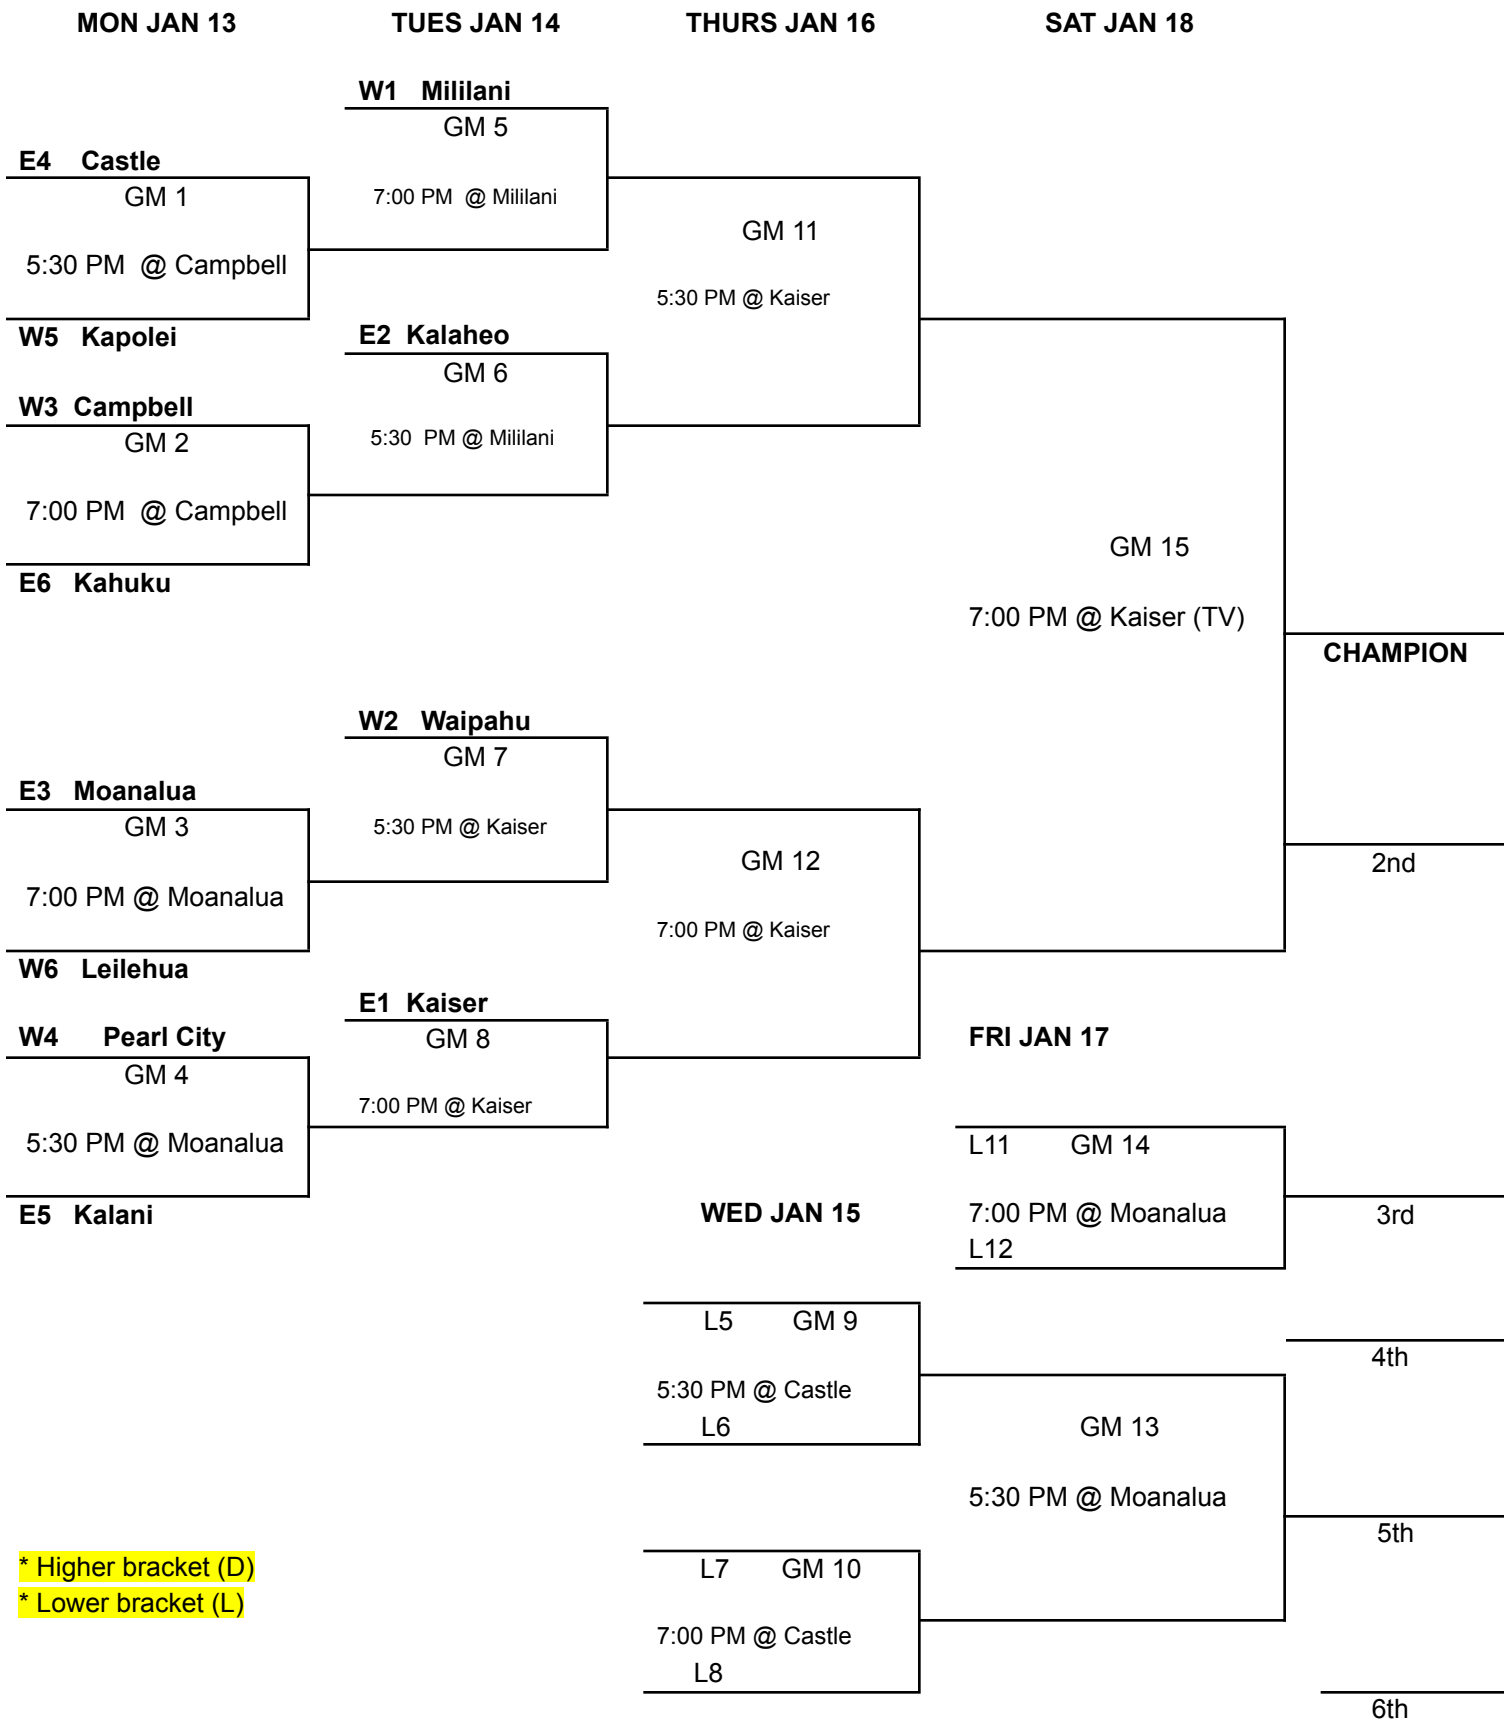 MON JAN 13 TUES JAN 14 THURS JAN 16 SAT JAN 18
W1 Mililani
GM 5
E4 Castle
GM 1
7:00 PM @ Mililani
GM 11
5:30 PM @ Campbell
5:30 PM @ Kaiser
W5 Kapolei
E2 Kalaheo
GM 6
W3 Campbell
GM 2
5:30 PM @ Mililani
7:00 PM @ Campbell
GM 15
E6 Kahuku
7:00 PM @ Kaiser (TV)
CHAMPION
W2 Waipahu
GM 7
E3 Moanalua
GM 3
5:30 PM @ Kaiser
GM 12
2nd
7:00 PM @ Moanalua
7:00 PM @ Kaiser
W6 Leilehua
E1 Kaiser
W4 Pearl City
GM 8
FRI JAN 17
GM 4
7:00 PM @ Kaiser
5:30 PM @ Moanalua
L11 GM 14
E5 Kalani
WED JAN 15
7:00 PM @ Moanalua
3rd
L12
L5 GM 9
4th
5:30 PM @ Castle
L6
GM 13
5:30 PM @ Moanalua
5th
* Higher bracket (D)
L7 GM 10
* Lower bracket (L)
7:00 PM @ Castle
L8
6th